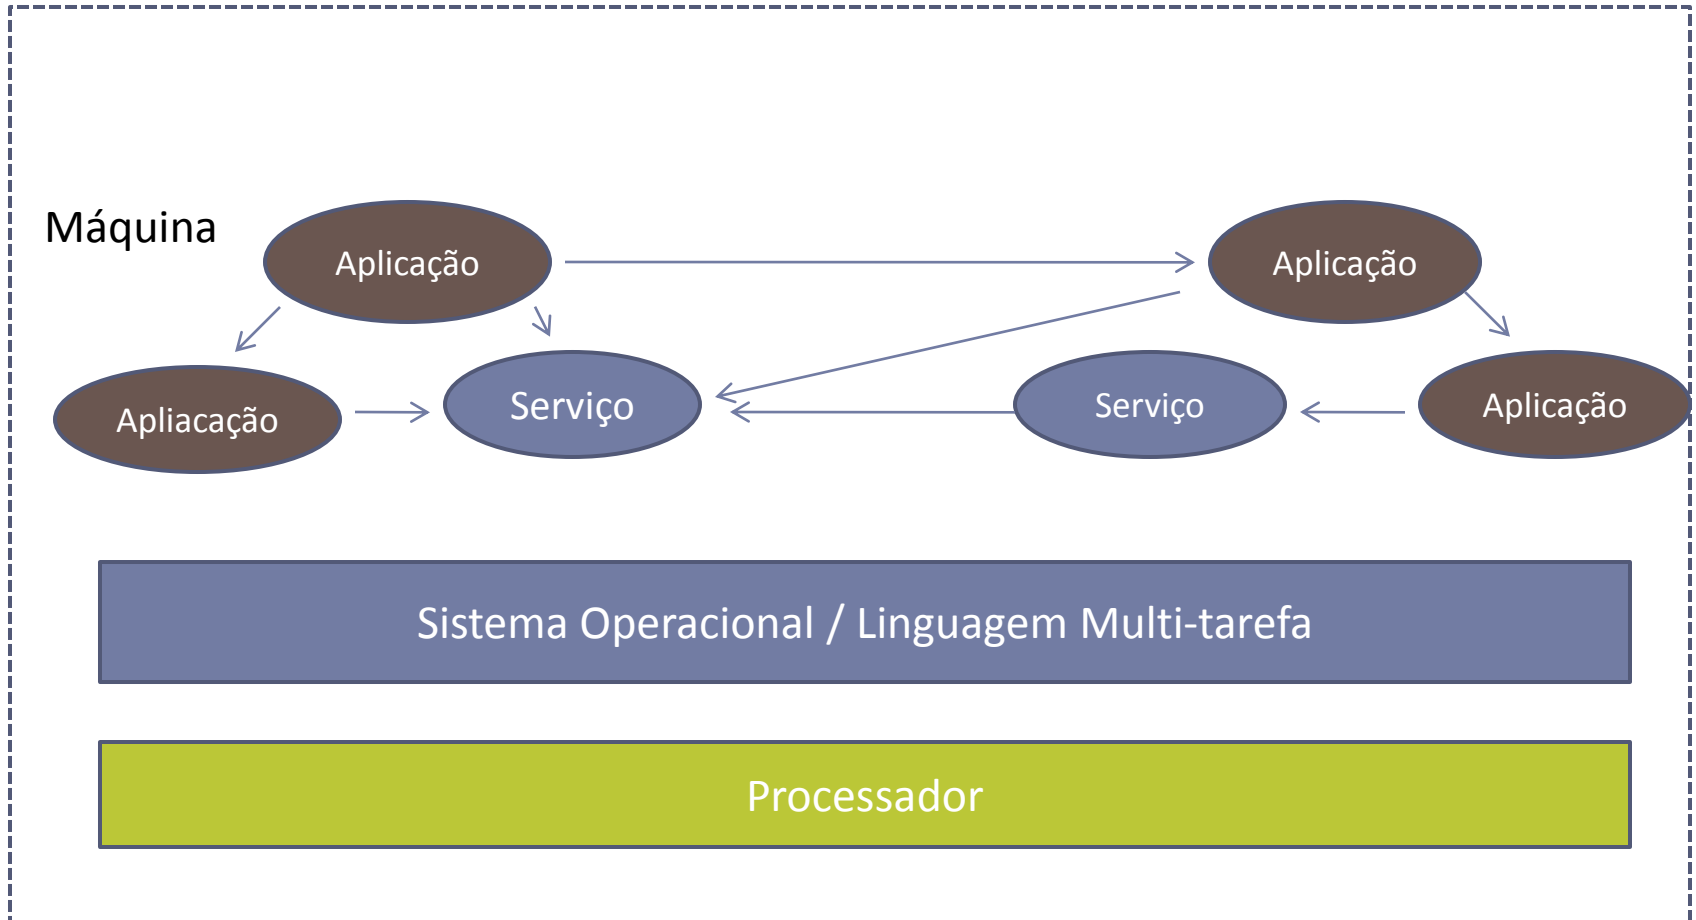 Máquina
Aplicação
Aplicação
Apliacação
Serviço
Serviço
Aplicação
Sistema Operacional / Linguagem Multi-tarefa
Processador